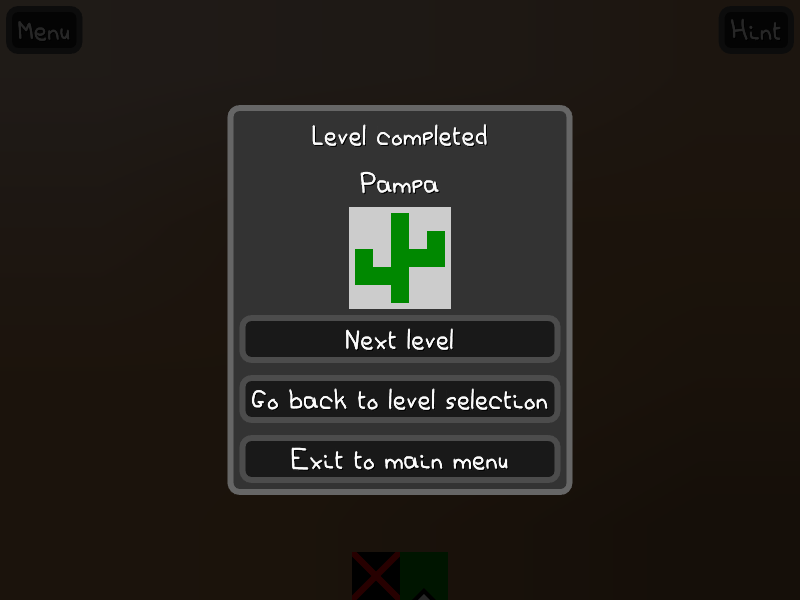 Menu
Hint
Level completed
Pampa
Next level
Go back to level selection
Exit to main menu